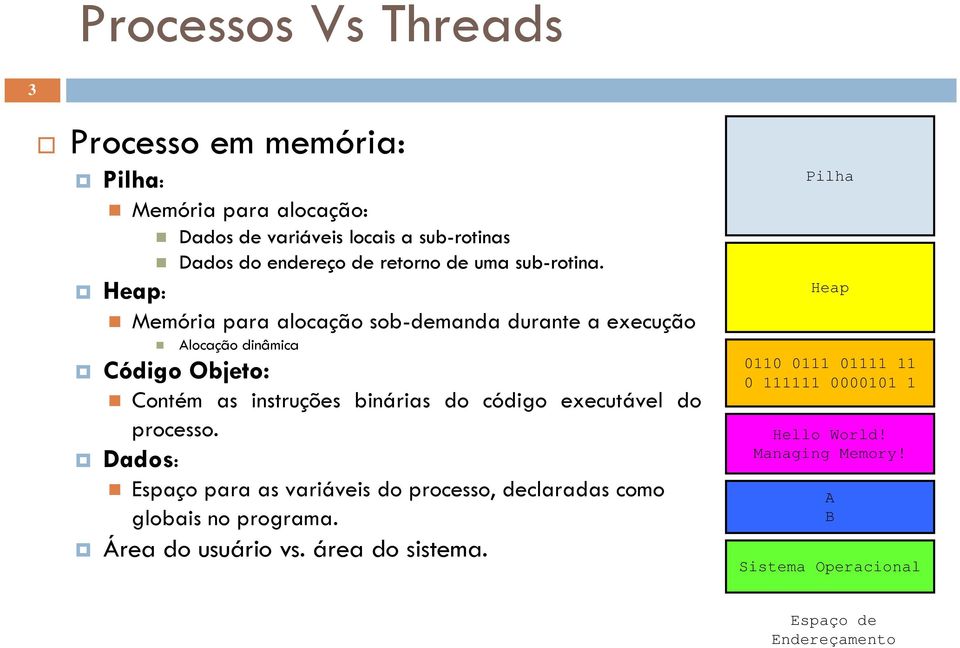 Processos Vs Threads
3
Processo em memória:
Pilha:
Memória para alocação:
Dados de variáveis locais a sub-rotinas
Dados do endereço de retorno de uma sub-rotina.
Heap:
Memória para alocação sob-demanda durante a execução
Alocação dinâmica
Código Objeto:
Contém as instruções binárias do código executável do
processo.
Dados:
Espaço para as variáveis do processo, declaradas como
globais no programa.
Área do usuário vs. área do sistema.
Pilha
Heap
0110 0111 01111 11
0 111111 0000101 1
Hello World!
Managing Memory!
A
B
Sistema Operacional
Espaço de
Endereçamento